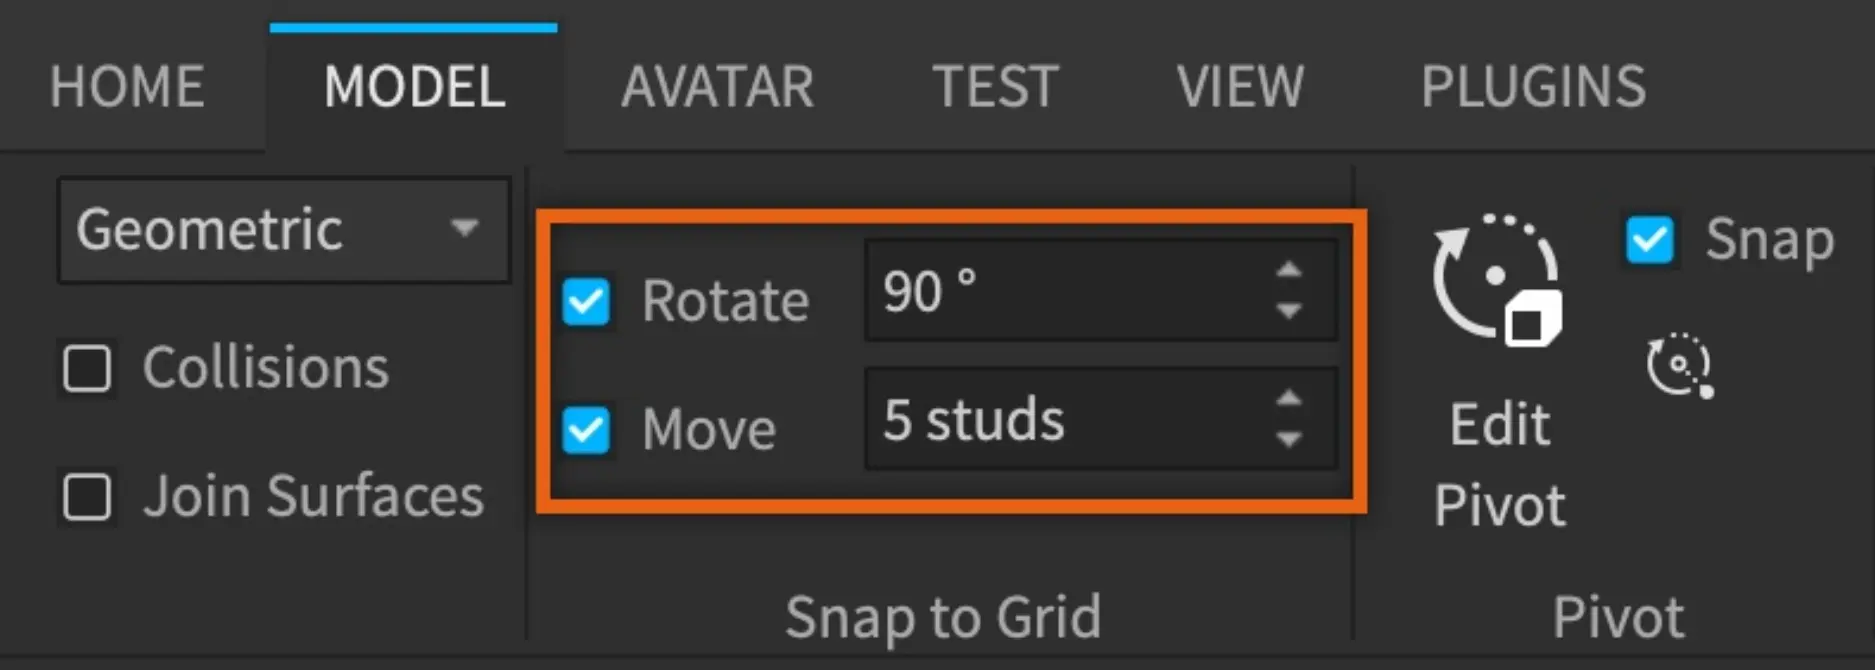 HOME MODEL AVATAR TEST VIEW PLUGINS
Geometric
Collisions
Join Surfaces
Rotate 90 °
Move 5 studs
Snap to Grid
Edit
Pivot
Snap
Pivot